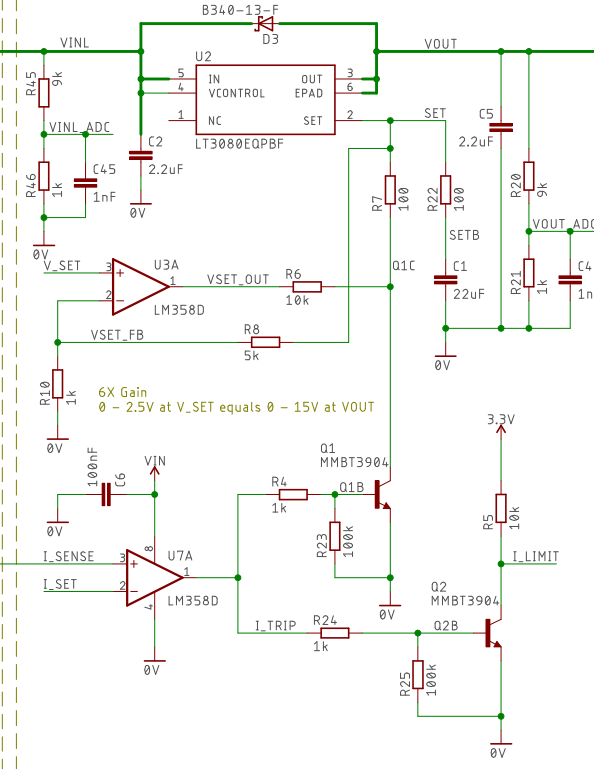 B340-13-F
D3
VINL
VOUT
U2
5 IN OUT 3
4 VCONTROL EPAD 6
1 NC SET 2
LT3080EQPBF
SET
R45
9k
VINL_ADC
R46
1k
C45
1nF
0V
C2
2.2uF
0V
C5
2.2uF
R7
100
R22
100
R20
9k
SETB
VOUT_ADC
Q1C
C1
22uF
R21
1k
C4
1n
0V
V_SET
3
+
2
−
1
U3A
LM358D
VSET_OUT
R6
10k
VSET_FB
R8
5k
R10
1k
0V
6X Gain
0 - 2.5V at V_SET equals 0 - 15V at VOUT
100nF
C6
VIN
0V
3.3V
Q1
MMBT3904
R4
1k
Q1B
R23
100k
0V
R5
10k
I_LIMIT
I_SENSE
3
+
I_SET
2
−
8
4
1
U7A
LM358D
0V
I_TRIP
R24
1k
Q2
MMBT3904
Q2B
R25
100k
0V